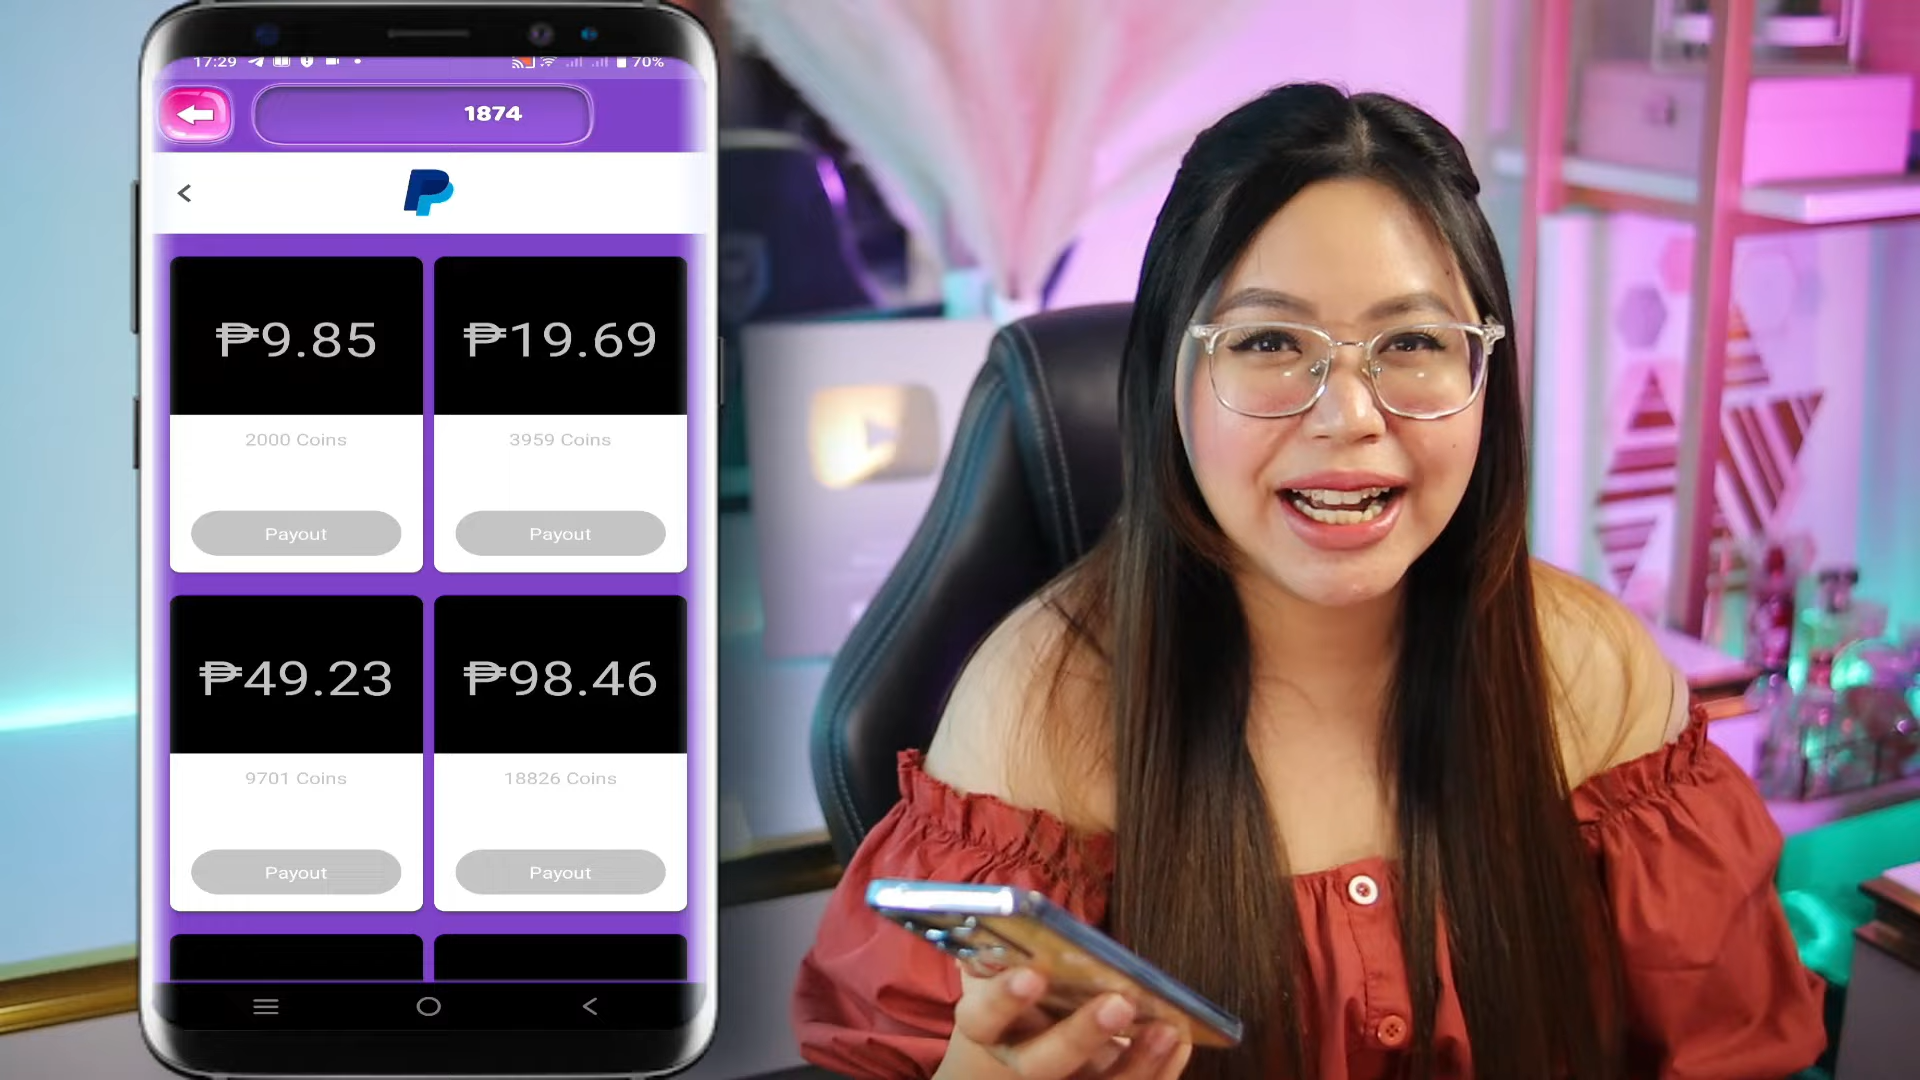 17:29 70%
1874
₱9.85 ₱19.69
2000 Coins 3959 Coins
Payout Payout
₱49.23 ₱98.46
9701 Coins 18826 Coins
Payout Payout